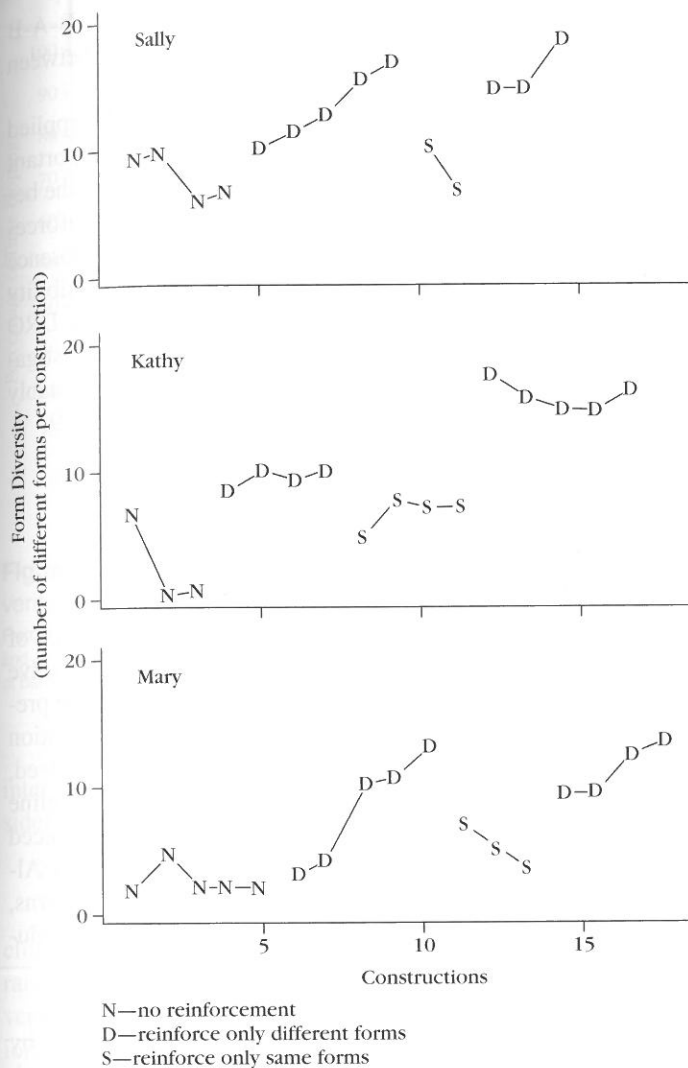 Form Diversity
(number of different forms per construction)
20
Sally
N N N N D D D D D S S D D D
10
0
20
Kathy
N N N D D D D S S S S D D D D D
10
0
20
Mary
N N N N N D D D D D S S S D D D D
10
0
5 10 15
Constructions
N—no reinforcement
D—reinforce only different forms
S—reinforce only same forms